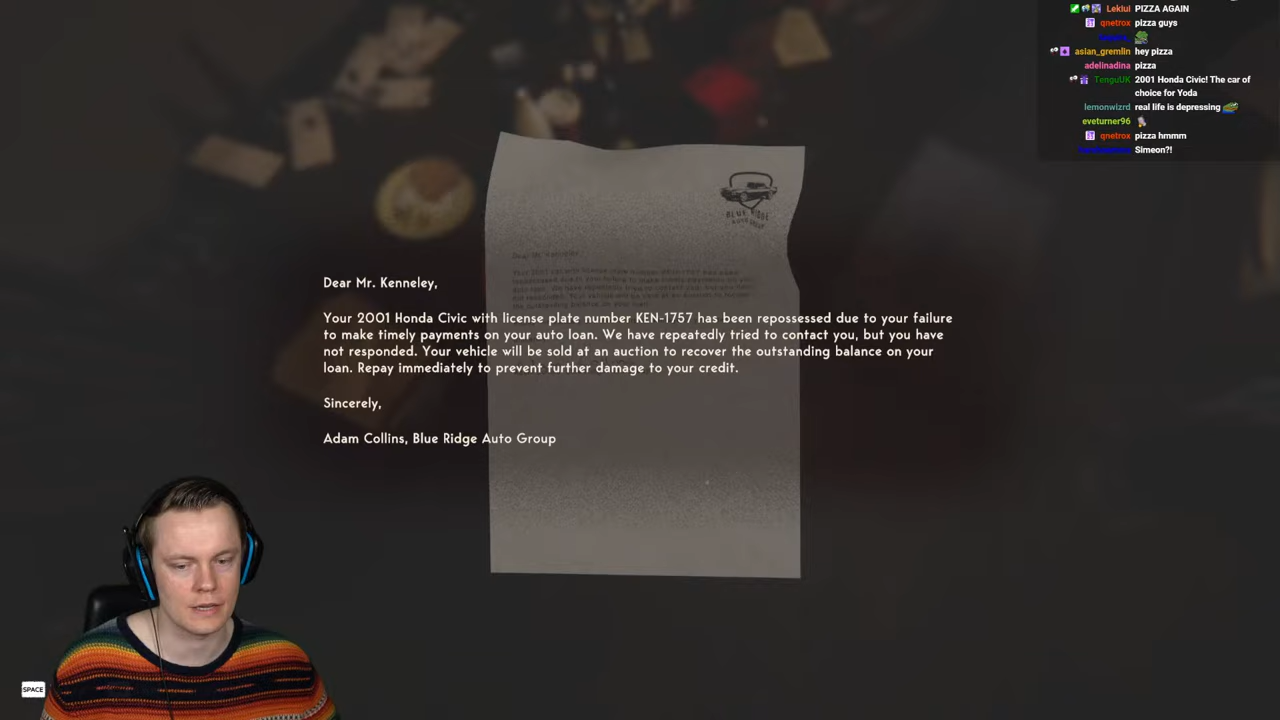 Lekiui PIZZA AGAIN
qnetrox pizza guys
asian_gremlin hey pizza
adelinadina pizza
TenguUK 2001 Honda Civic! The car of
choice for Yoda
lemonwizrd real life is depressing
eveturner96
qnetrox pizza hmmm
Simeon?!
BLUE RIDGE
Dear Mr. Kenneley,
Your 2001 Honda Civic with license plate number KEN-1757 has been repossessed due to your failure
to make timely payments on your auto loan. We have repeatedly tried to contact you, but you have
not responded. Your vehicle will be sold at an auction to recover the outstanding balance on your
loan. Repay immediately to prevent further damage to your credit.
Sincerely,
Adam Collins, Blue Ridge Auto Group
SPACE